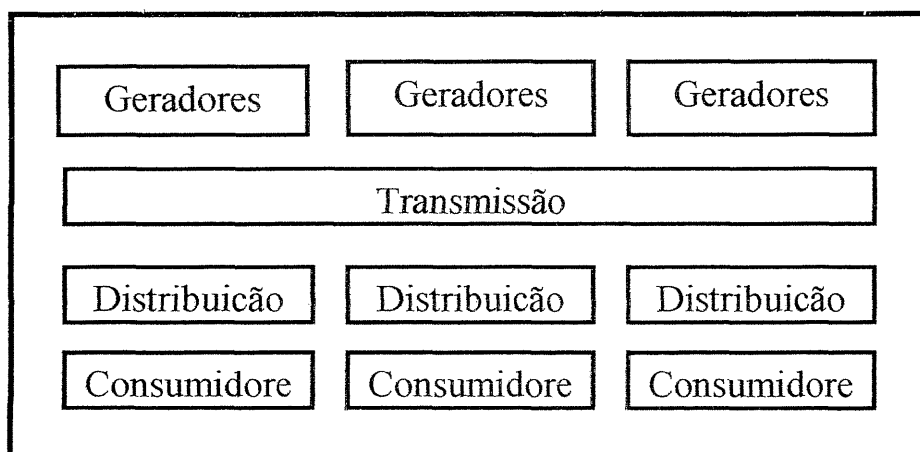 Geradores Geradores Geradores
Transmissão
Distribuicão Distribuicão Distribuicão
Consumidore Consumidore Consumidore